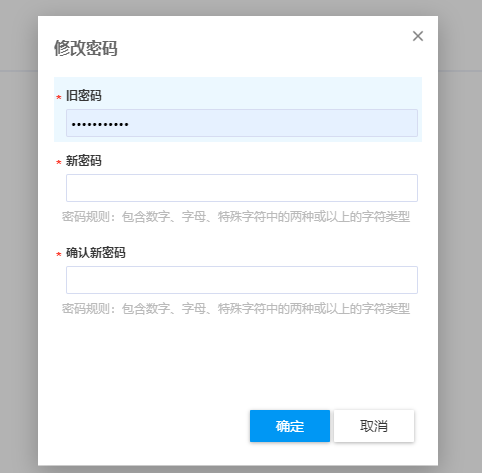 修改密码
* 旧密码
•••••••••••
* 新密码
密码规则：包含数字、字母、特殊字符中的两种或以上的字符类型
* 确认新密码
密码规则：包含数字、字母、特殊字符中的两种或以上的字符类型
确定 取消